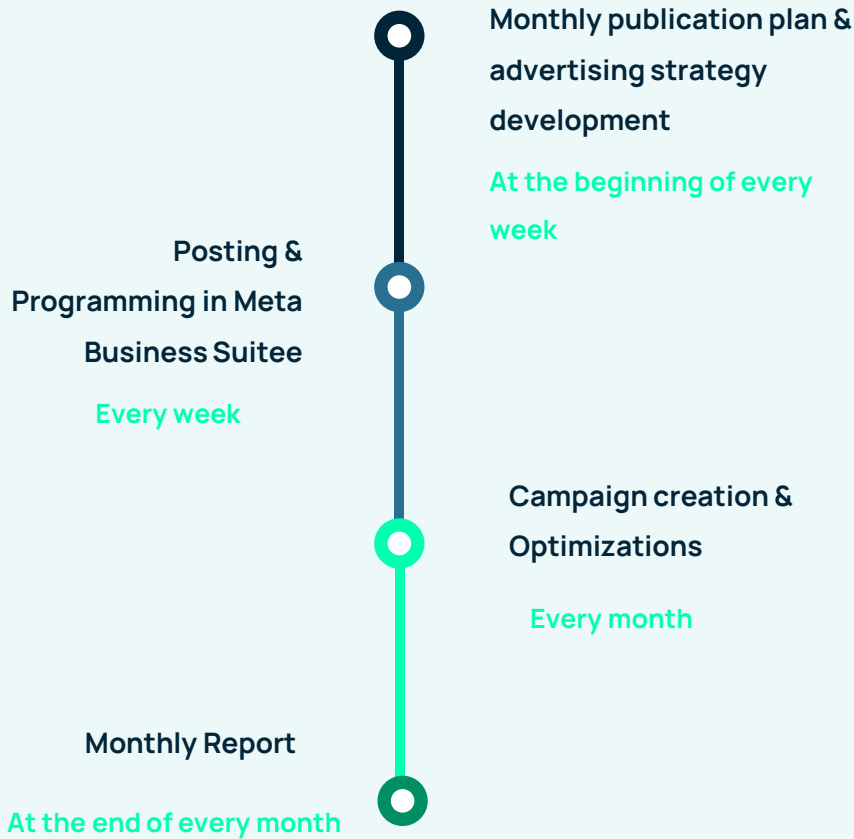 Monthly publication plan &
advertising strategy
development
At the beginning of every
week
Posting &
Programming in Meta
Business Suitee
Every week
Campaign creation &
Optimizations
Every month
Monthly Report
At the end of every month